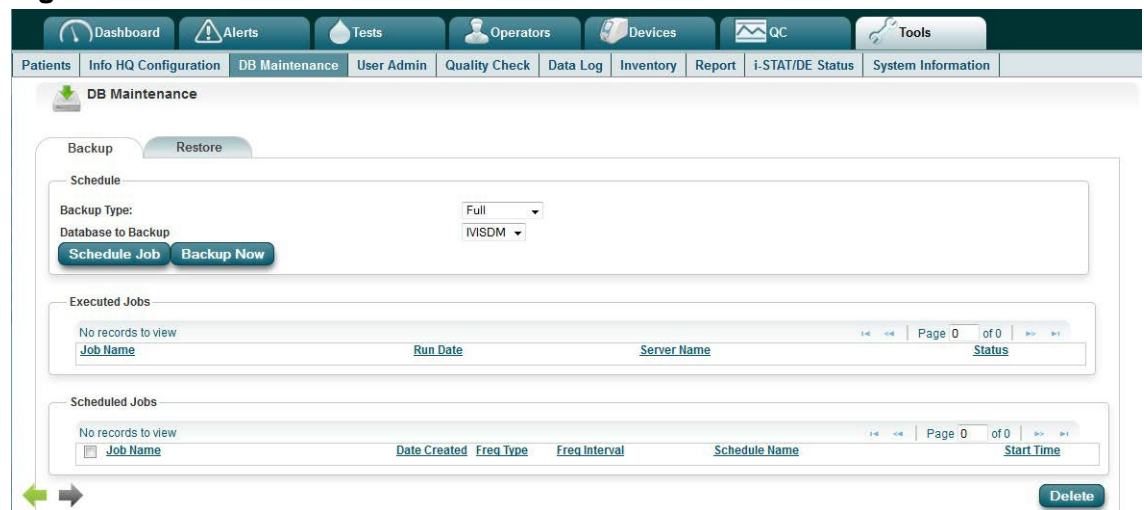 Dashboard Alerts Tests Operators Devices QC Tools
Patients Info HQ Configuration DB Maintenance User Admin Quality Check Data Log Inventory Report i-STAT/DE Status System Information
DB Maintenance
Backup Restore
Schedule
Backup Type: Full
Database to Backup IVISDM
Schedule Job Backup Now
Executed Jobs
No records to view Page 0 of 0
Job Name Run Date Server Name Status
Scheduled Jobs
No records to view Page 0 of 0
Job Name Date Created Freq Type Freq Interval Schedule Name Start Time
Delete